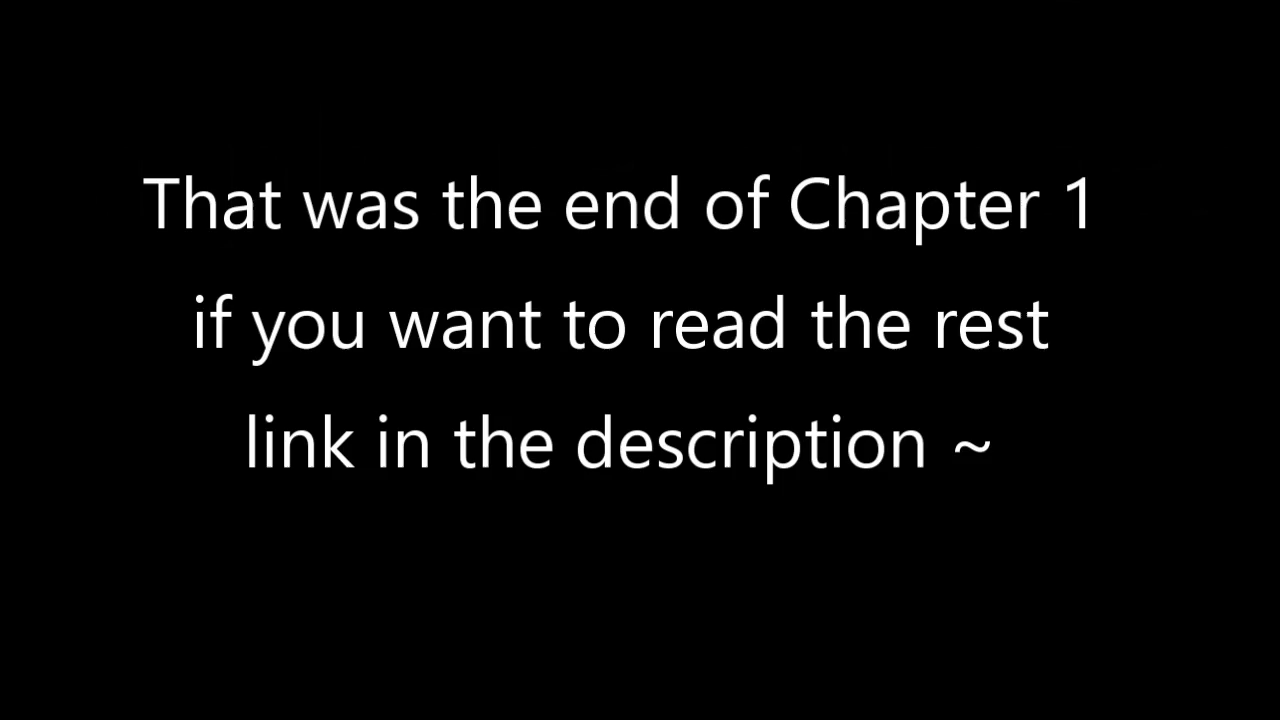 That was the end of Chapter 1
if you want to read the rest
link in the description ~